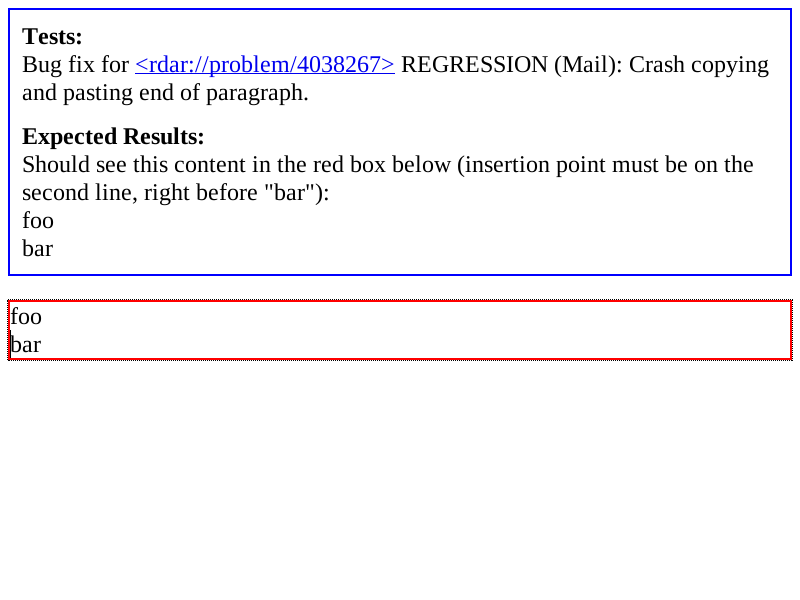 Tests:
Bug fix for <rdar://problem/4038267> REGRESSION (Mail): Crash copying
and pasting end of paragraph.
Expected Results:
Should see this content in the red box below (insertion point must be on the
second line, right before "bar"):
foo
bar
foo
bar